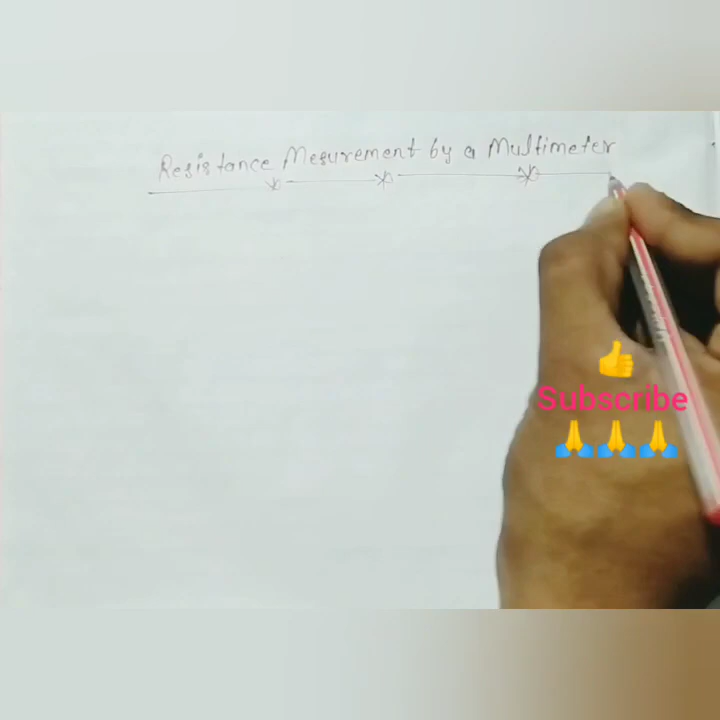 Resistance Mesurement by a Multimeter
👍
Subscribe
🙏🙏🙏